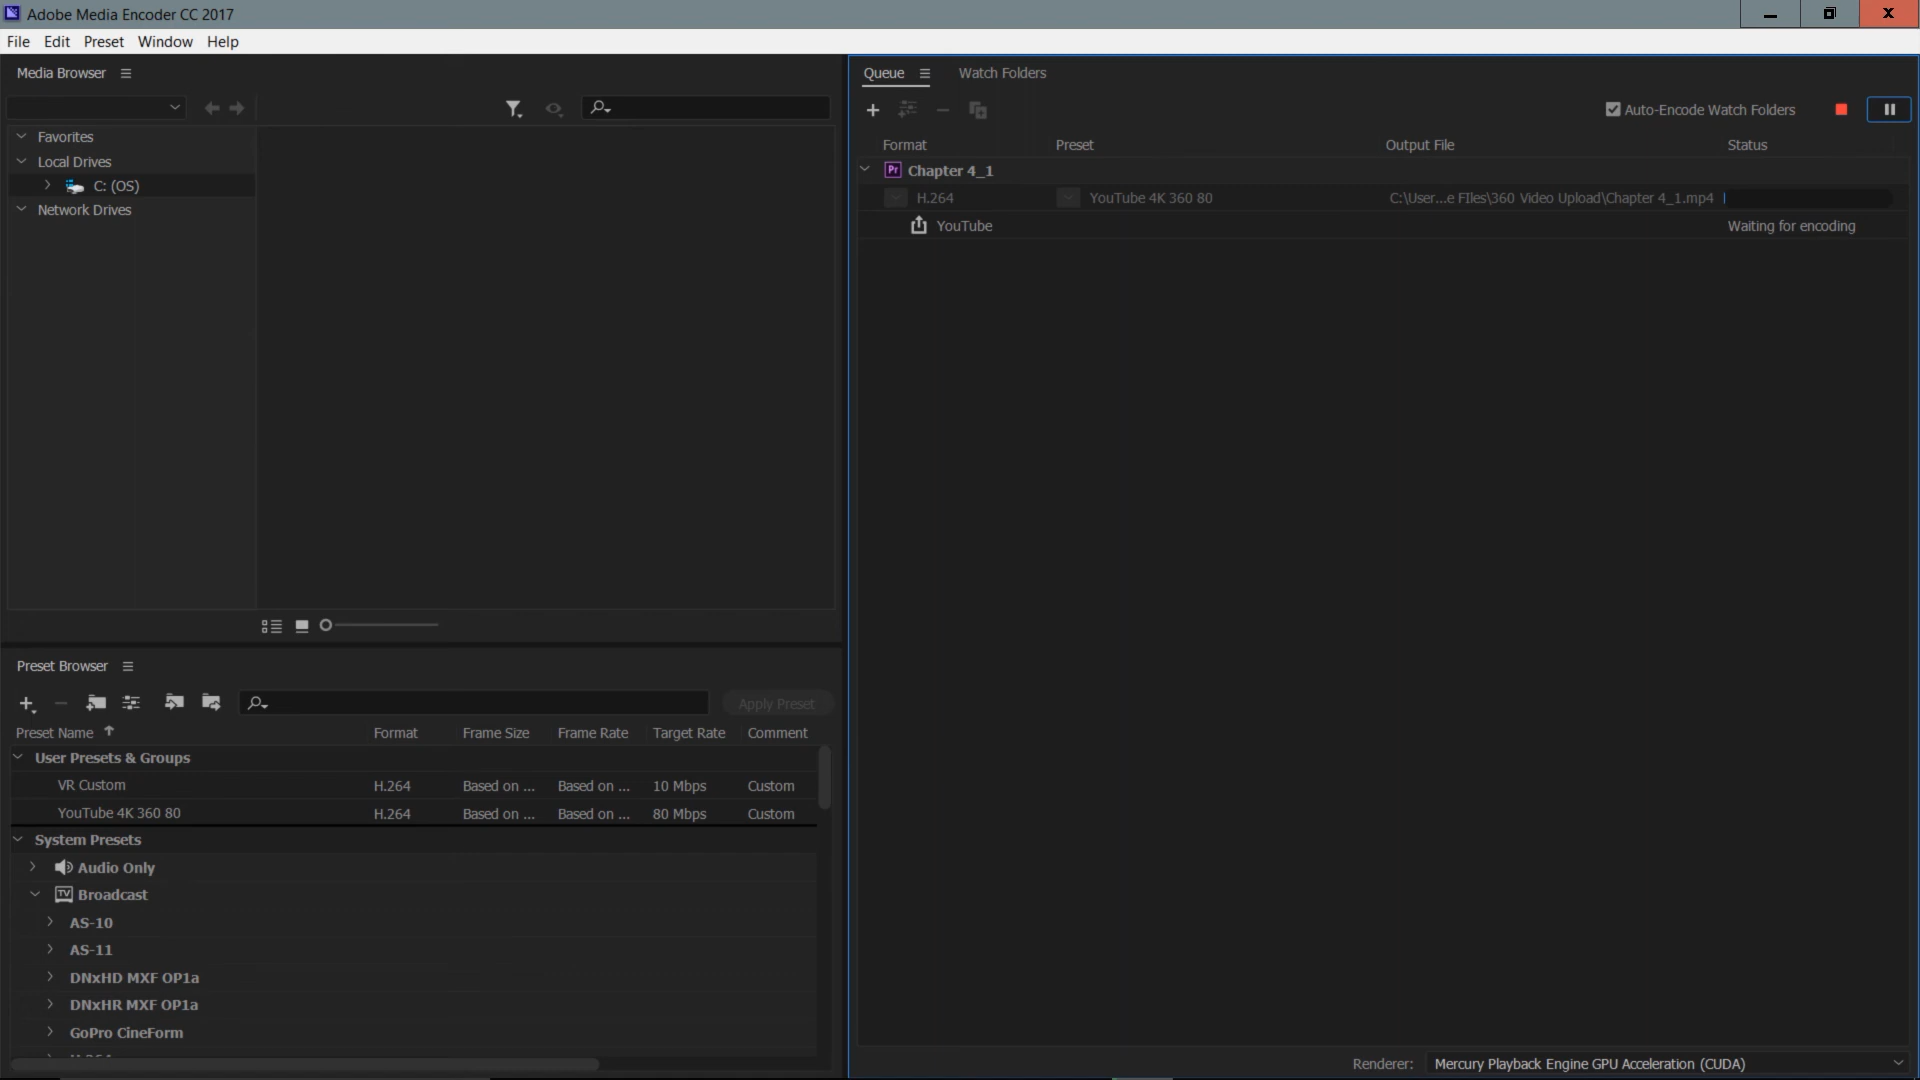 Adobe Media Encoder CC 2017
File Edit Preset Window Help
Media Browser
Favorites
Local Drives
C: (OS)
Network Drives
Queue Watch Folders
Auto-Encode Watch Folders
Format Preset Output File Status
Pr Chapter 4_1
H.264 YouTube 4K 360 80 C:\User...e FIles\360 Video Upload\Chapter 4_1.mp4
YouTube Waiting for encoding
Preset Browser
Apply Preset
Preset Name Format Frame Size Frame Rate Target Rate Comment
User Presets & Groups
VR Custom H.264 Based on ... Based on ... 10 Mbps Custom
YouTube 4K 360 80 H.264 Based on ... Based on ... 80 Mbps Custom
System Presets
Audio Only
TV Broadcast
AS-10
AS-11
DNxHD MXF OP1a
DNxHR MXF OP1a
GoPro CineForm
Renderer: Mercury Playback Engine GPU Acceleration (CUDA)